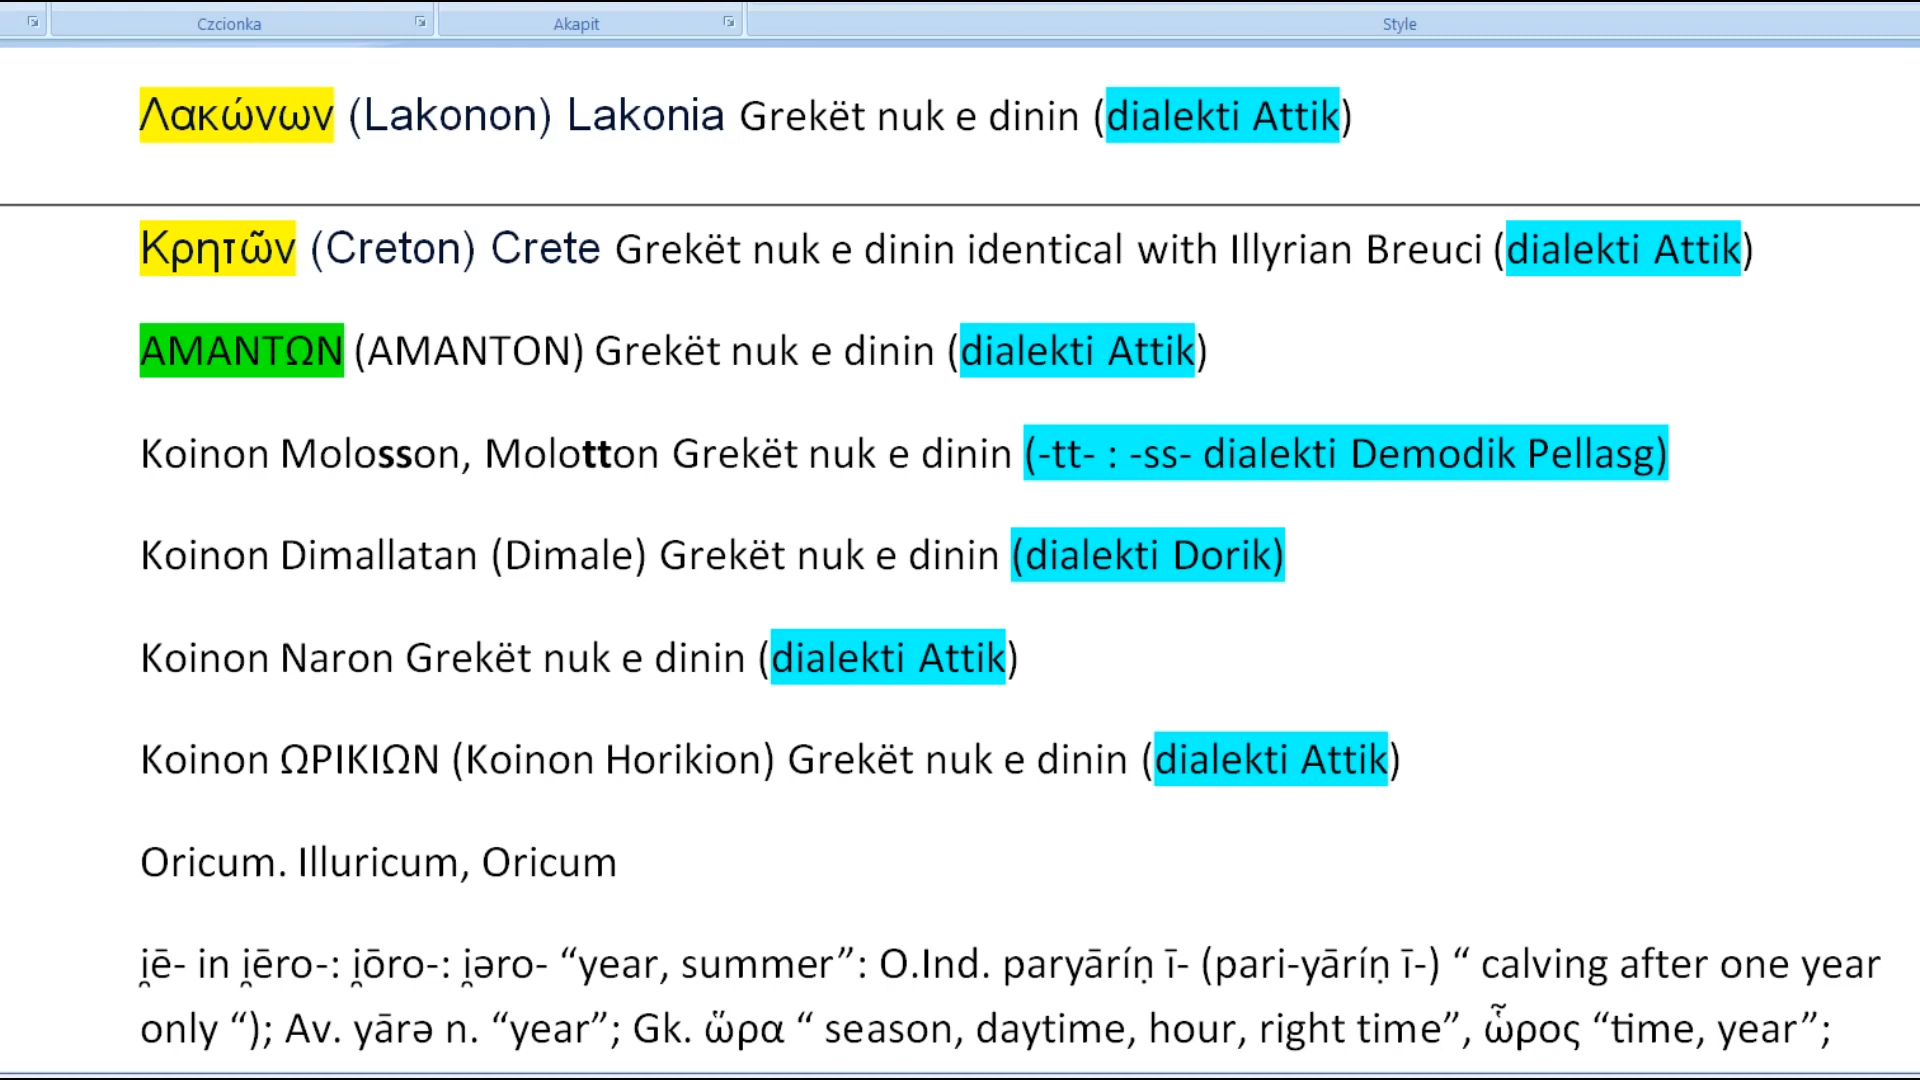 Czcionka Akapit Style
Λακώνων (Lakonon) Lakonia Grekët nuk e dinin (dialekti Attik)
Κρητῶν (Creton) Crete Grekët nuk e dinin identical with Illyrian Breuci (dialekti Attik)
ΑΜΑΝΤΩΝ (AMANTON) Grekët nuk e dinin (dialekti Attik)
Koinon Molosson, Molotton Grekët nuk e dinin (-tt- : -ss- dialekti Demodik Pellasg)
Koinon Dimallatan (Dimale) Grekët nuk e dinin (dialekti Dorik)
Koinon Naron Grekët nuk e dinin (dialekti Attik)
Koinon ΩΡΙΚΙΩΝ (Koinon Horikion) Grekët nuk e dinin (dialekti Attik)
Oricum. Illuricum, Oricum
i̯ē- in i̯ēro-: i̯ōro-: i̯əro- “year, summer”: O.Ind. paryāríṇ ī- (pari-yāríṇ ī-) “ calving after one year
only “); Av. yārə n. “year”; Gk. ὥρα “ season, daytime, hour, right time”, ὧρος “time, year”;